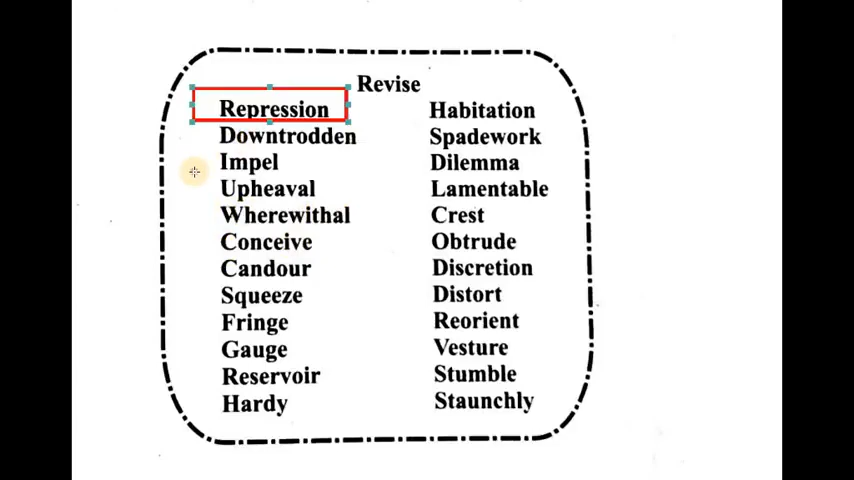 Revise
Repression Habitation
Downtrodden Spadework
Impel Dilemma
Upheaval Lamentable
Wherewithal Crest
Conceive Obtrude
Candour Discretion
Squeeze Distort
Fringe Reorient
Gauge Vesture
Reservoir Stumble
Hardy Staunchly